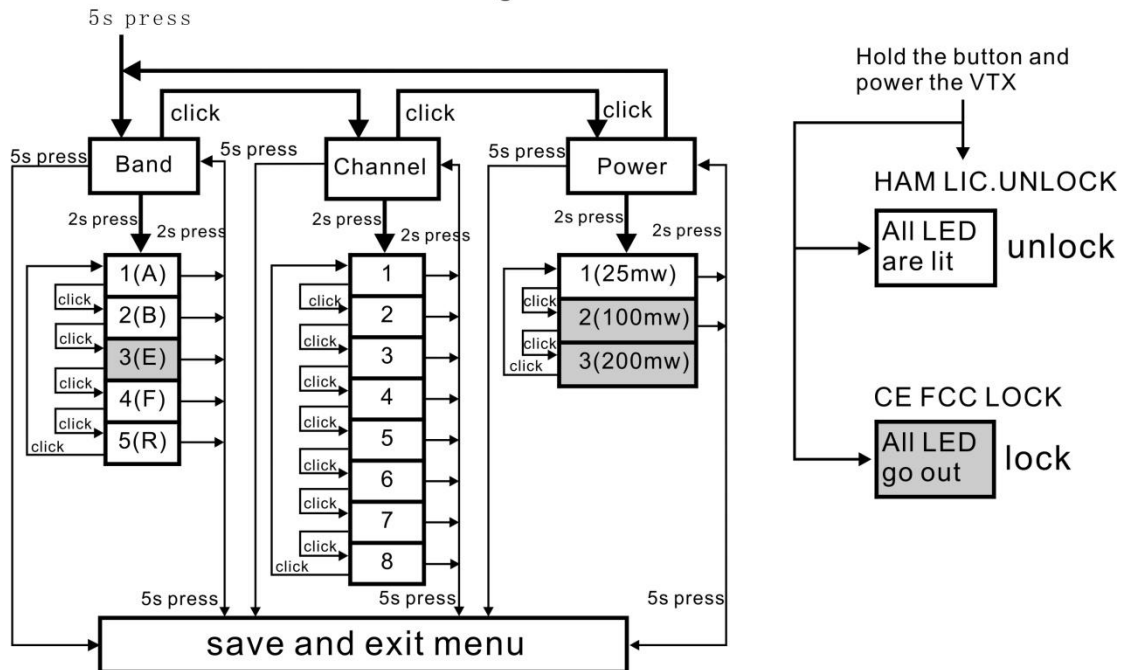 5s press
click
click
click
5s press
Band
5s press
Channel
5s press
Power
2s press
2s press
2s press
2s press
2s press
2s press
1(A)
2(B)
3(E)
4(F)
5(R)
click
click
click
click
click
1
2
3
4
5
6
7
8
click
click
click
click
click
click
click
click
1(25mw)
2(100mw)
3(200mw)
click
click
click
5s press
5s press
5s press
save and exit menu
Hold the button and
power the VTX
HAM LIC.UNLOCK
All LED
are lit
unlock
CE FCC LOCK
All LED
go out
lock